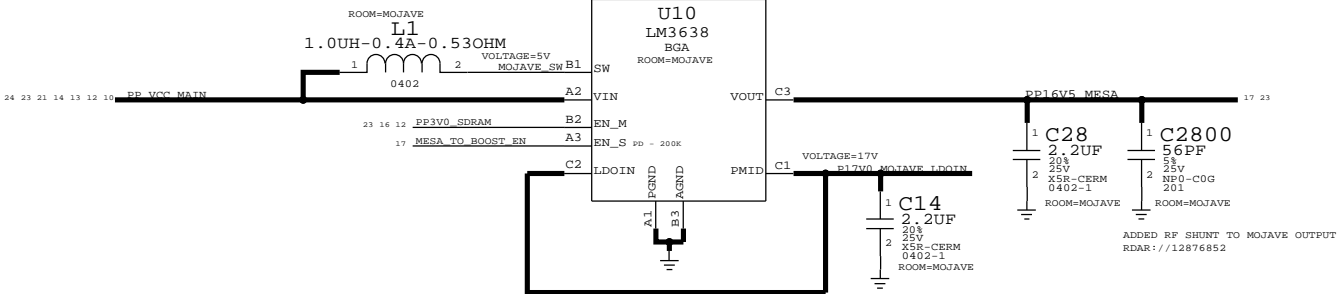 ROOM=MOJAVE
L1
1.0UH-0.4A-0.53OHM
1
2
0402
VOLTAGE=5V
MOJAVE_SW
B1
24 23 21 14 13 12 10
PP_VCC_MAIN
A2
23 16 12
PP3V0_SDRAM
B2
17
MESA_TO_BOOST_EN
A3
C2
U10
LM3638
BGA
ROOM=MOJAVE
SW
VIN
EN_M
EN_S PD - 200K
LDOIN
VOUT
PMID
PGND
AGND
A1
B3
C3
PP16V5_MESA
17 23
C1
VOLTAGE=17V
P17V0_MOJAVE_LDOIN
1
C14
2.2UF
20%
25V
2
X5R-CERM
0402-1
ROOM=MOJAVE
1
C28
2.2UF
20%
25V
2
X5R-CERM
0402-1
ROOM=MOJAVE
1
C2800
56PF
5%
25V
2
NP0-C0G
201
ROOM=MOJAVE
ADDED RF SHUNT TO MOJAVE OUTPUT
RDAR://12876852